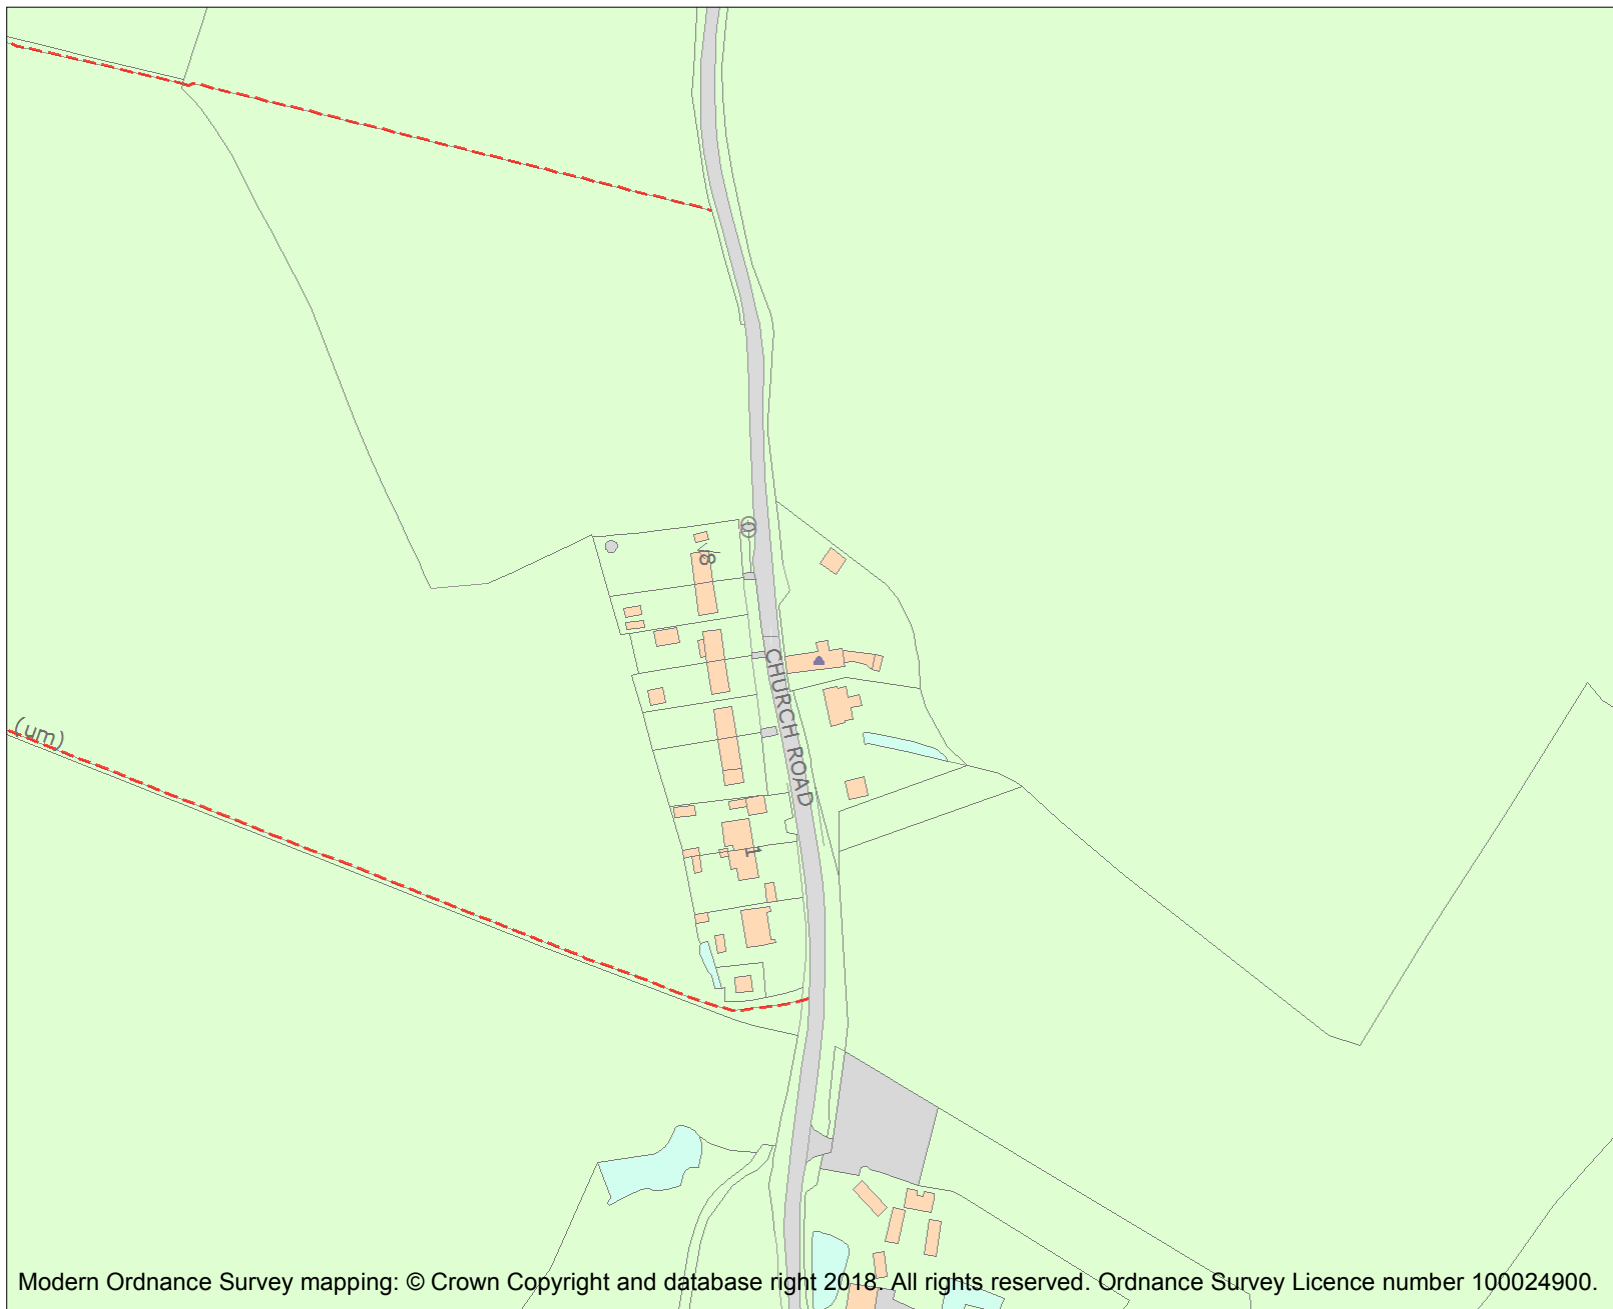 8
CHURCH ROAD
(um)
1
Modern Ordnance Survey mapping: © Crown Copyright and database right 2018. All rights reserved. Ordnance Survey Licence number 100024900.